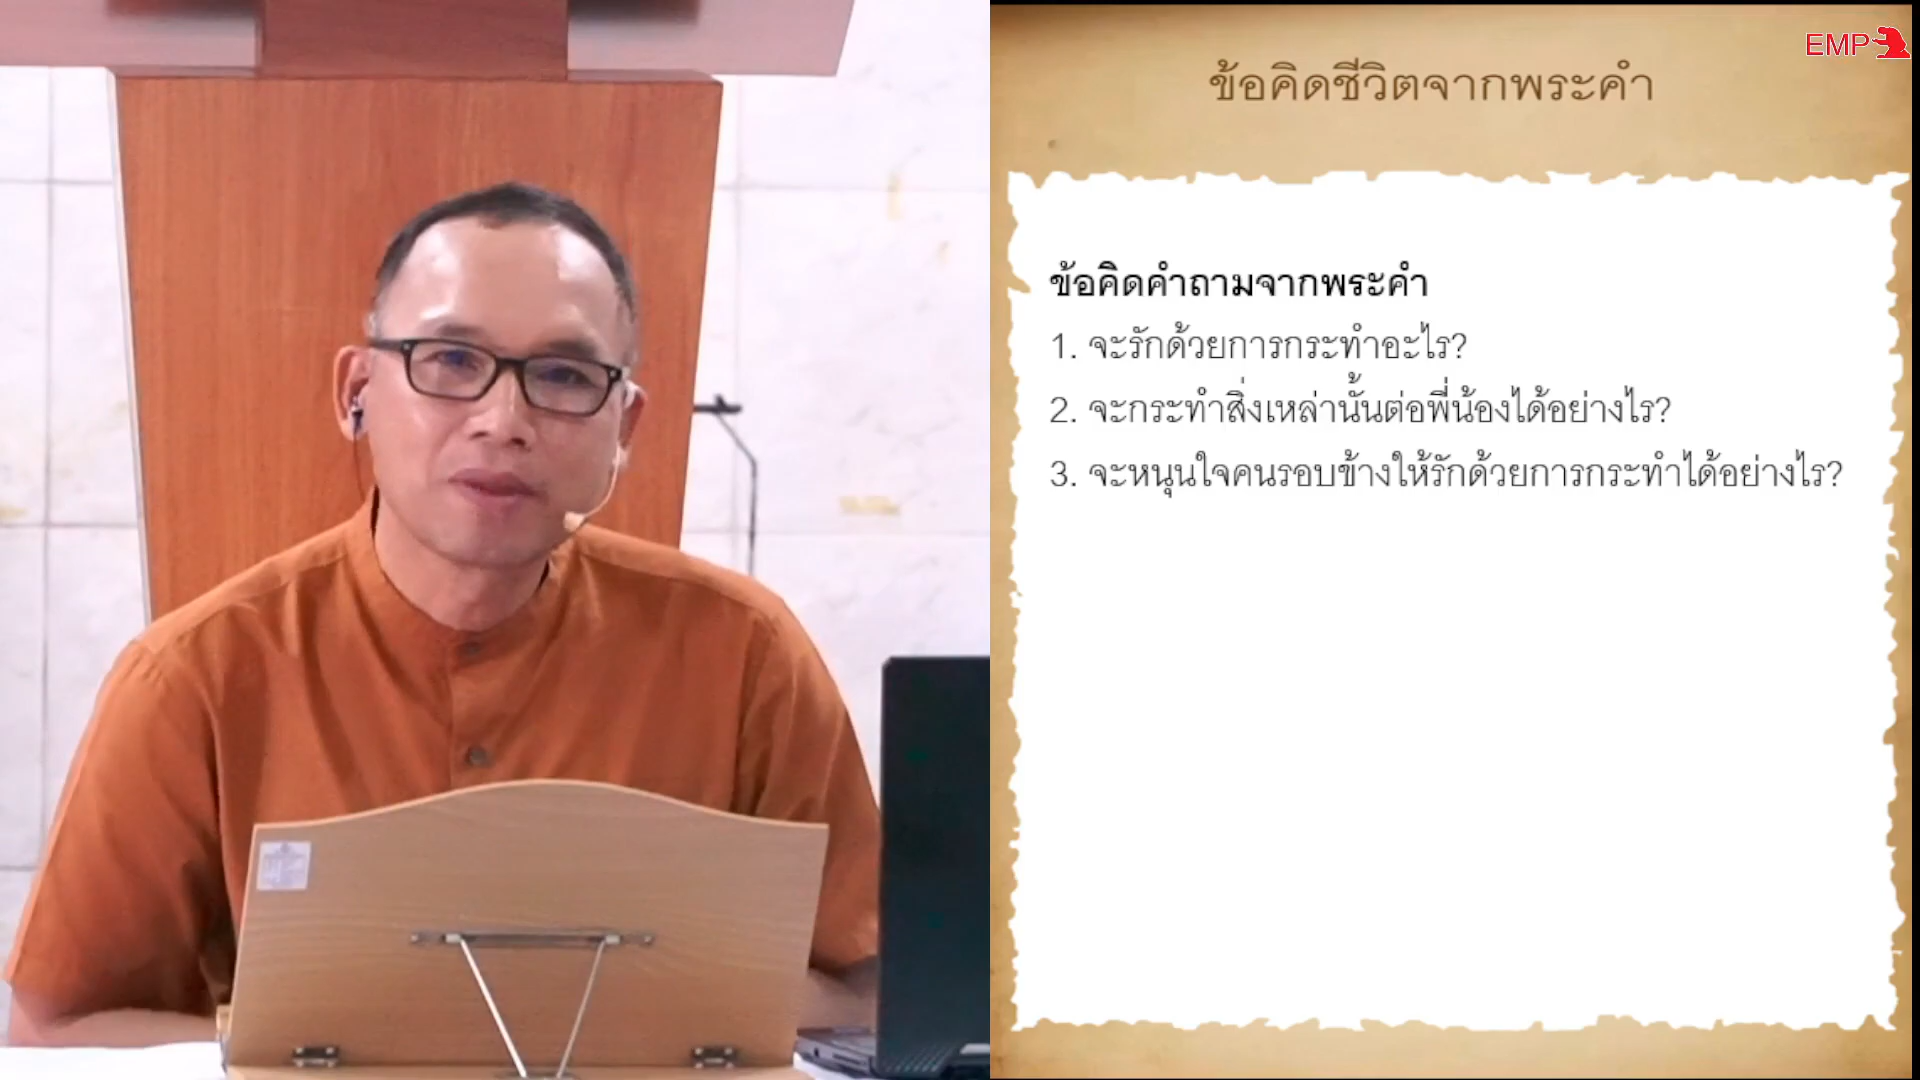 EMP
ข้อคิดชีวิตจากพระคำ
ข้อคิดคำถามจากพระคำ
1. จะรักด้วยการกระทำอะไร?
2. จะกระทำสิ่งเหล่านั้นต่อพี่น้องได้อย่างไร?
3. จะหนุนใจคนรอบข้างให้รักด้วยการกระทำได้อย่างไร?